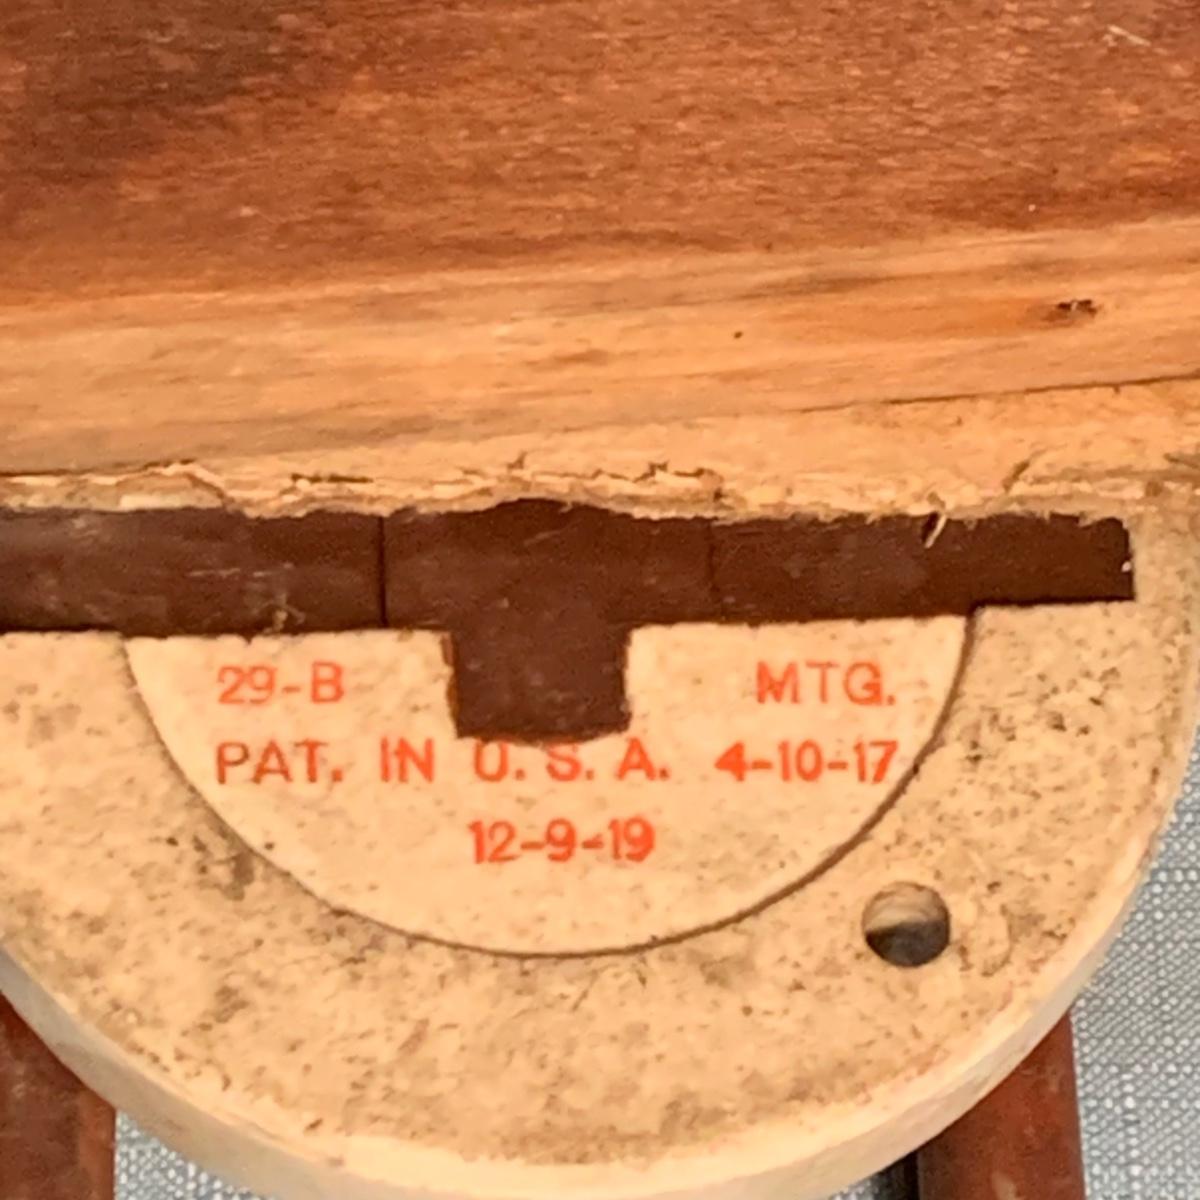 29-B MTG.
PAT. IN U.S.A. 4-10-17
12-9-19